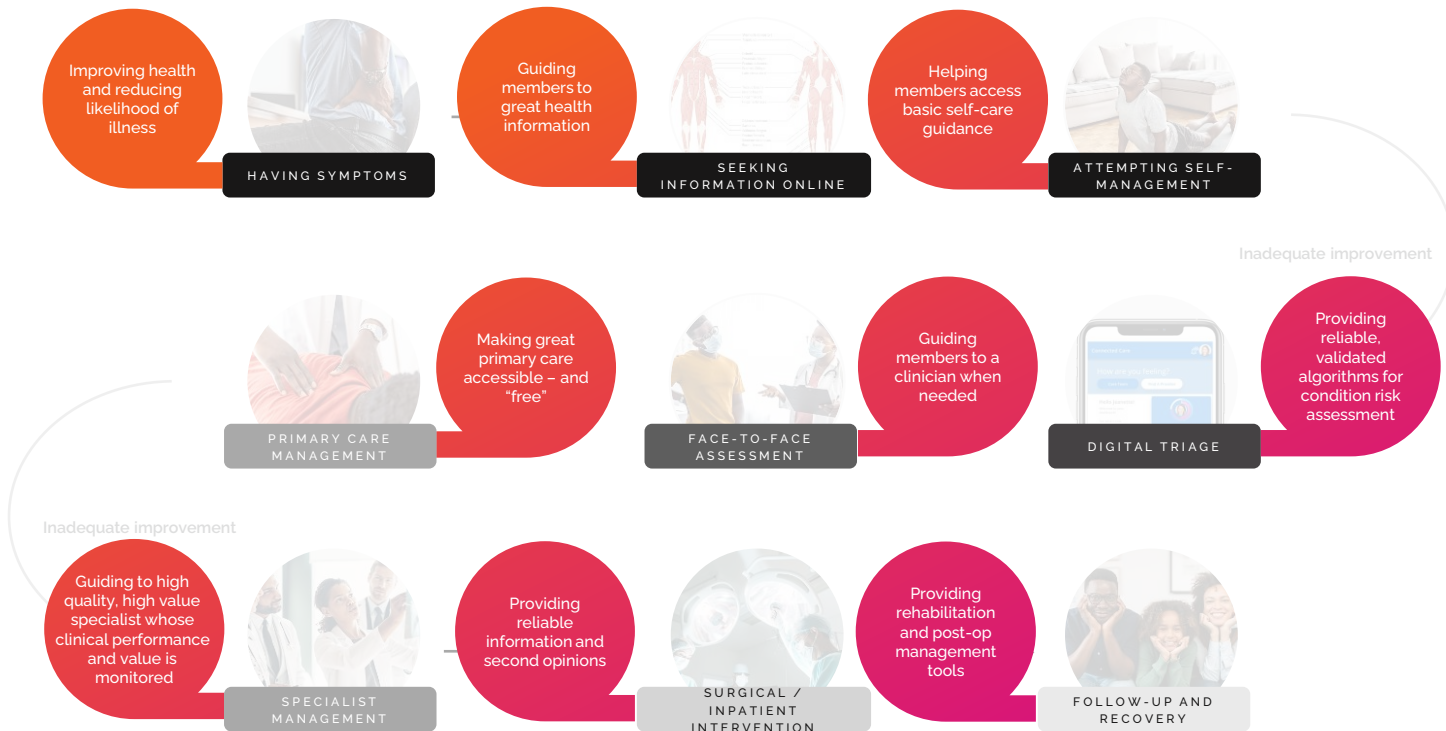 Improving health
and reducing
likelihood of
illness
HAVING SYMPTOMS
Guiding
members to
great health
information
SEEKING
INFORMATION ONLINE
Helping
members access
basic self-care
guidance
ATTEMPTING SELF-
MANAGEMENT
Inadequate improvement
Providing
reliable,
validated
algorithms for
condition risk
assessment
How are you feeling?
DIGITAL TRIAGE
Guiding
members to a
clinician when
needed
FACE-TO-FACE
ASSESSMENT
Making great
primary care
accessible – and
“free”
PRIMARY CARE
MANAGEMENT
Inadequate improvement
Guiding to high
quality, high value
specialist whose
clinical performance
and value is
monitored
SPECIALIST
MANAGEMENT
Providing
reliable
information and
second opinions
SURGICAL /
INPATIENT
INTERVENTION
Providing
rehabilitation
and post-op
management
tools
FOLLOW-UP AND
RECOVERY